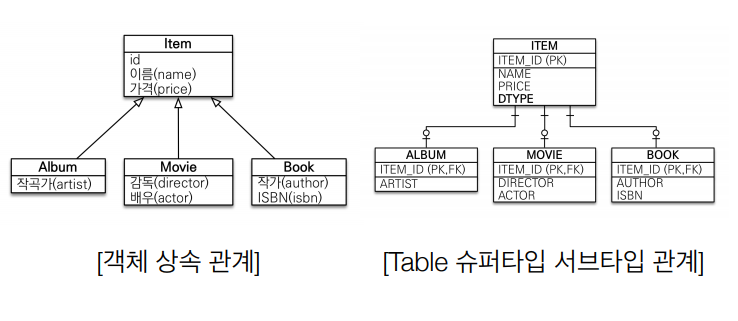 Item
id
이름(name)
가격(price)
Album
작곡가(artist)
Movie
감독(director)
배우(actor)
Book
작가(author)
ISBN(isbn)
[객체 상속 관계]
ITEM
ITEM_ID (PK)
NAME
PRICE
DTYPE
ALBUM
ITEM_ID (PK,FK)
ARTIST
MOVIE
ITEM_ID (PK,FK)
DIRECTOR
ACTOR
BOOK
ITEM_ID (PK,FK)
AUTHOR
ISBN
[Table 슈퍼타입 서브타입 관계]